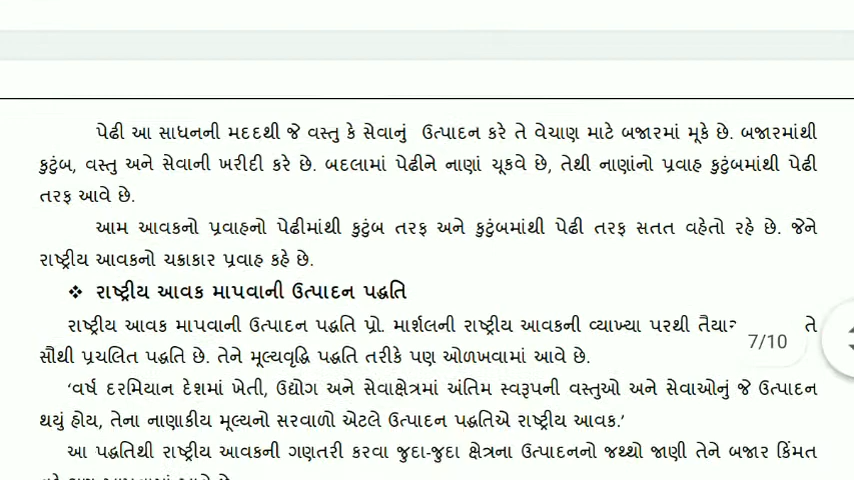 પેઢી આ સાધનની મદદથી જે વસ્તુ કે સેવાનું ઉત્પાદન કરે તે વેચાણ માટે બજારમાં મૂકે છે. બજારમાંથી
કુટુંબ, વસ્તુ અને સેવાની ખરીદી કરે છે. બદલામાં પેઢીને નાણાં ચૂકવે છે, તેથી નાણાંનો પ્રવાહ કુટુંબમાંથી પેઢી
તરફ આવે છે.
આમ આવકનો પ્રવાહનો પેઢીમાંથી કુટુંબ તરફ અને કુટુંબમાંથી પેઢી તરફ સતત વહેતો રહે છે. જેને
રાષ્ટ્રીય આવકનો ચક્રાકાર પ્રવાહ કહે છે.
❖ રાષ્ટ્રીય આવક માપવાની ઉત્પાદન પદ્ધતિ
રાષ્ટ્રીય આવક માપવાની ઉત્પાદન પદ્ધતિ પ્રો. માર્શલની રાષ્ટ્રીય આવકની વ્યાખ્યા પરથી તે
7/10
સૌથી પ્રચલિત પદ્ધતિ છે. તેને મૂલ્યવૃદ્ધિ પદ્ધતિ તરીકે પણ ઓળખવામાં આવે છે.
‘વર્ષ દરમિયાન દેશમાં ખેતી, ઉદ્યોગ અને સેવાક્ષેત્રમાં અંતિમ સ્વરૂપની વસ્તુઓ અને સેવાઓનું જે ઉત્પાદન
થયું હોય, તેના નાણાકીય મૂલ્યનો સરવાળો એટલે ઉત્પાદન પદ્ધતિએ રાષ્ટ્રીય આવક.’
આ પદ્ધતિથી રાષ્ટ્રીય આવકની ગણતરી કરવા જુદા-જુદા ક્ષેત્રના ઉત્પાદનનો જથ્થો જાણી તેને બજાર કિંમત